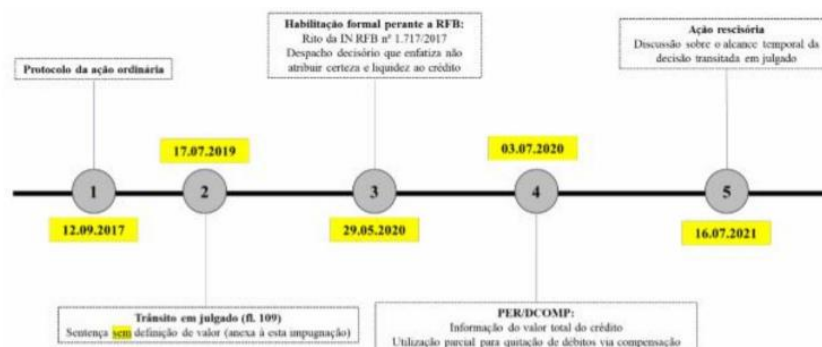 Habilitação formal perante a RFB:
Rito da IN RFB nº 1.717/2017
Despacho decisório que enfatiza não
atribuir certeza e liquidez ao crédito
Ação rescisória
Discussão sobre o alcance temporal da
decisão transitada em julgado
Protocolo da ação ordinária
17.07.2019
03.07.2020
1
2
3
4
5
12.09.2017
29.05.2020
16.07.2021
Trânsito em julgado (fl. 109)
Sentença sem definição de valor (anexa à esta impugnação)
PER/DCOMP:
Informação do valor total do crédito
Utilização parcial para quitação de débitos via compensação